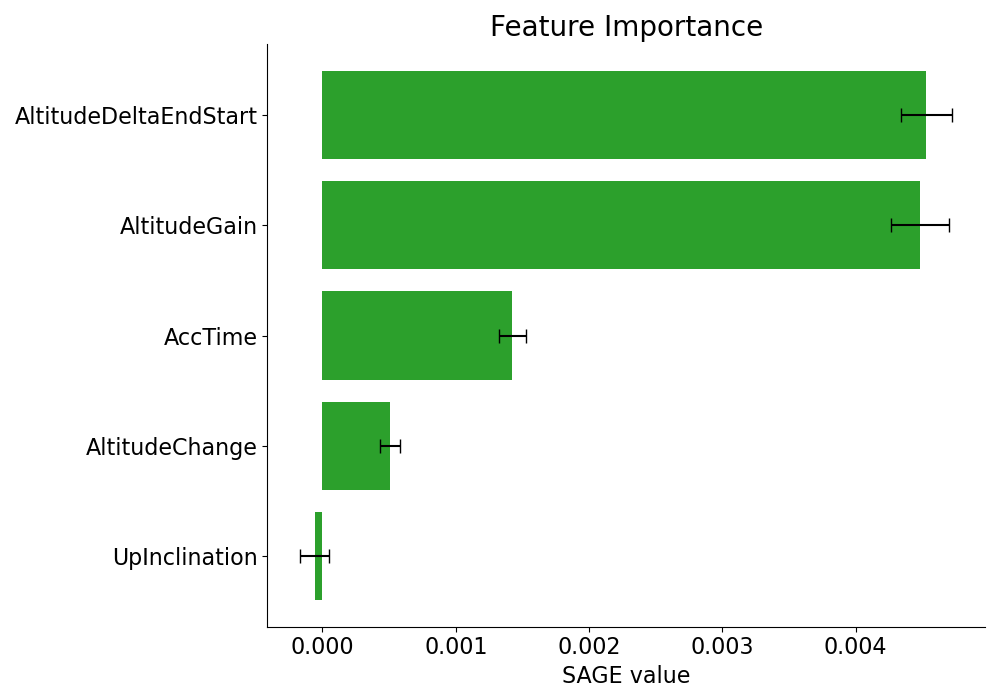 Feature Importance
AltitudeDeltaEndStart
AltitudeGain
AccTime
AltitudeChange
UpInclination
0.000 0.001 0.002 0.003 0.004
SAGE value